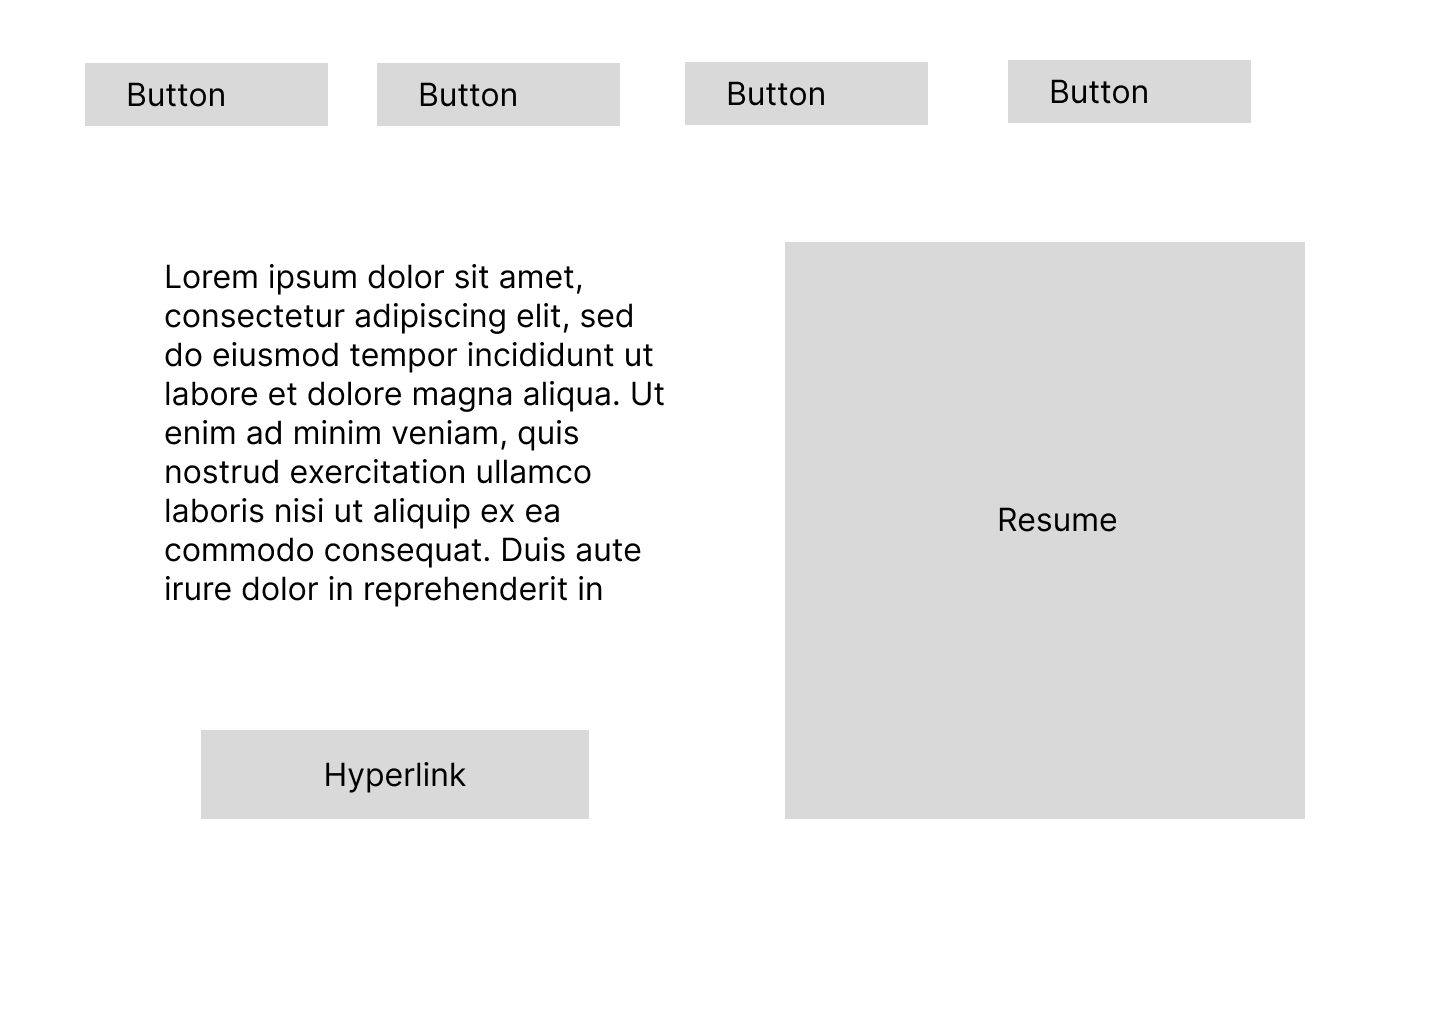 Button
Button
Button
Button
Lorem ipsum dolor sit amet,
consectetur adipiscing elit, sed
do eiusmod tempor incididunt ut
labore et dolore magna aliqua. Ut
enim ad minim veniam, quis
nostrud exercitation ullamco
laboris nisi ut aliquip ex ea
commodo consequat. Duis aute
irure dolor in reprehenderit in
Hyperlink
Resume